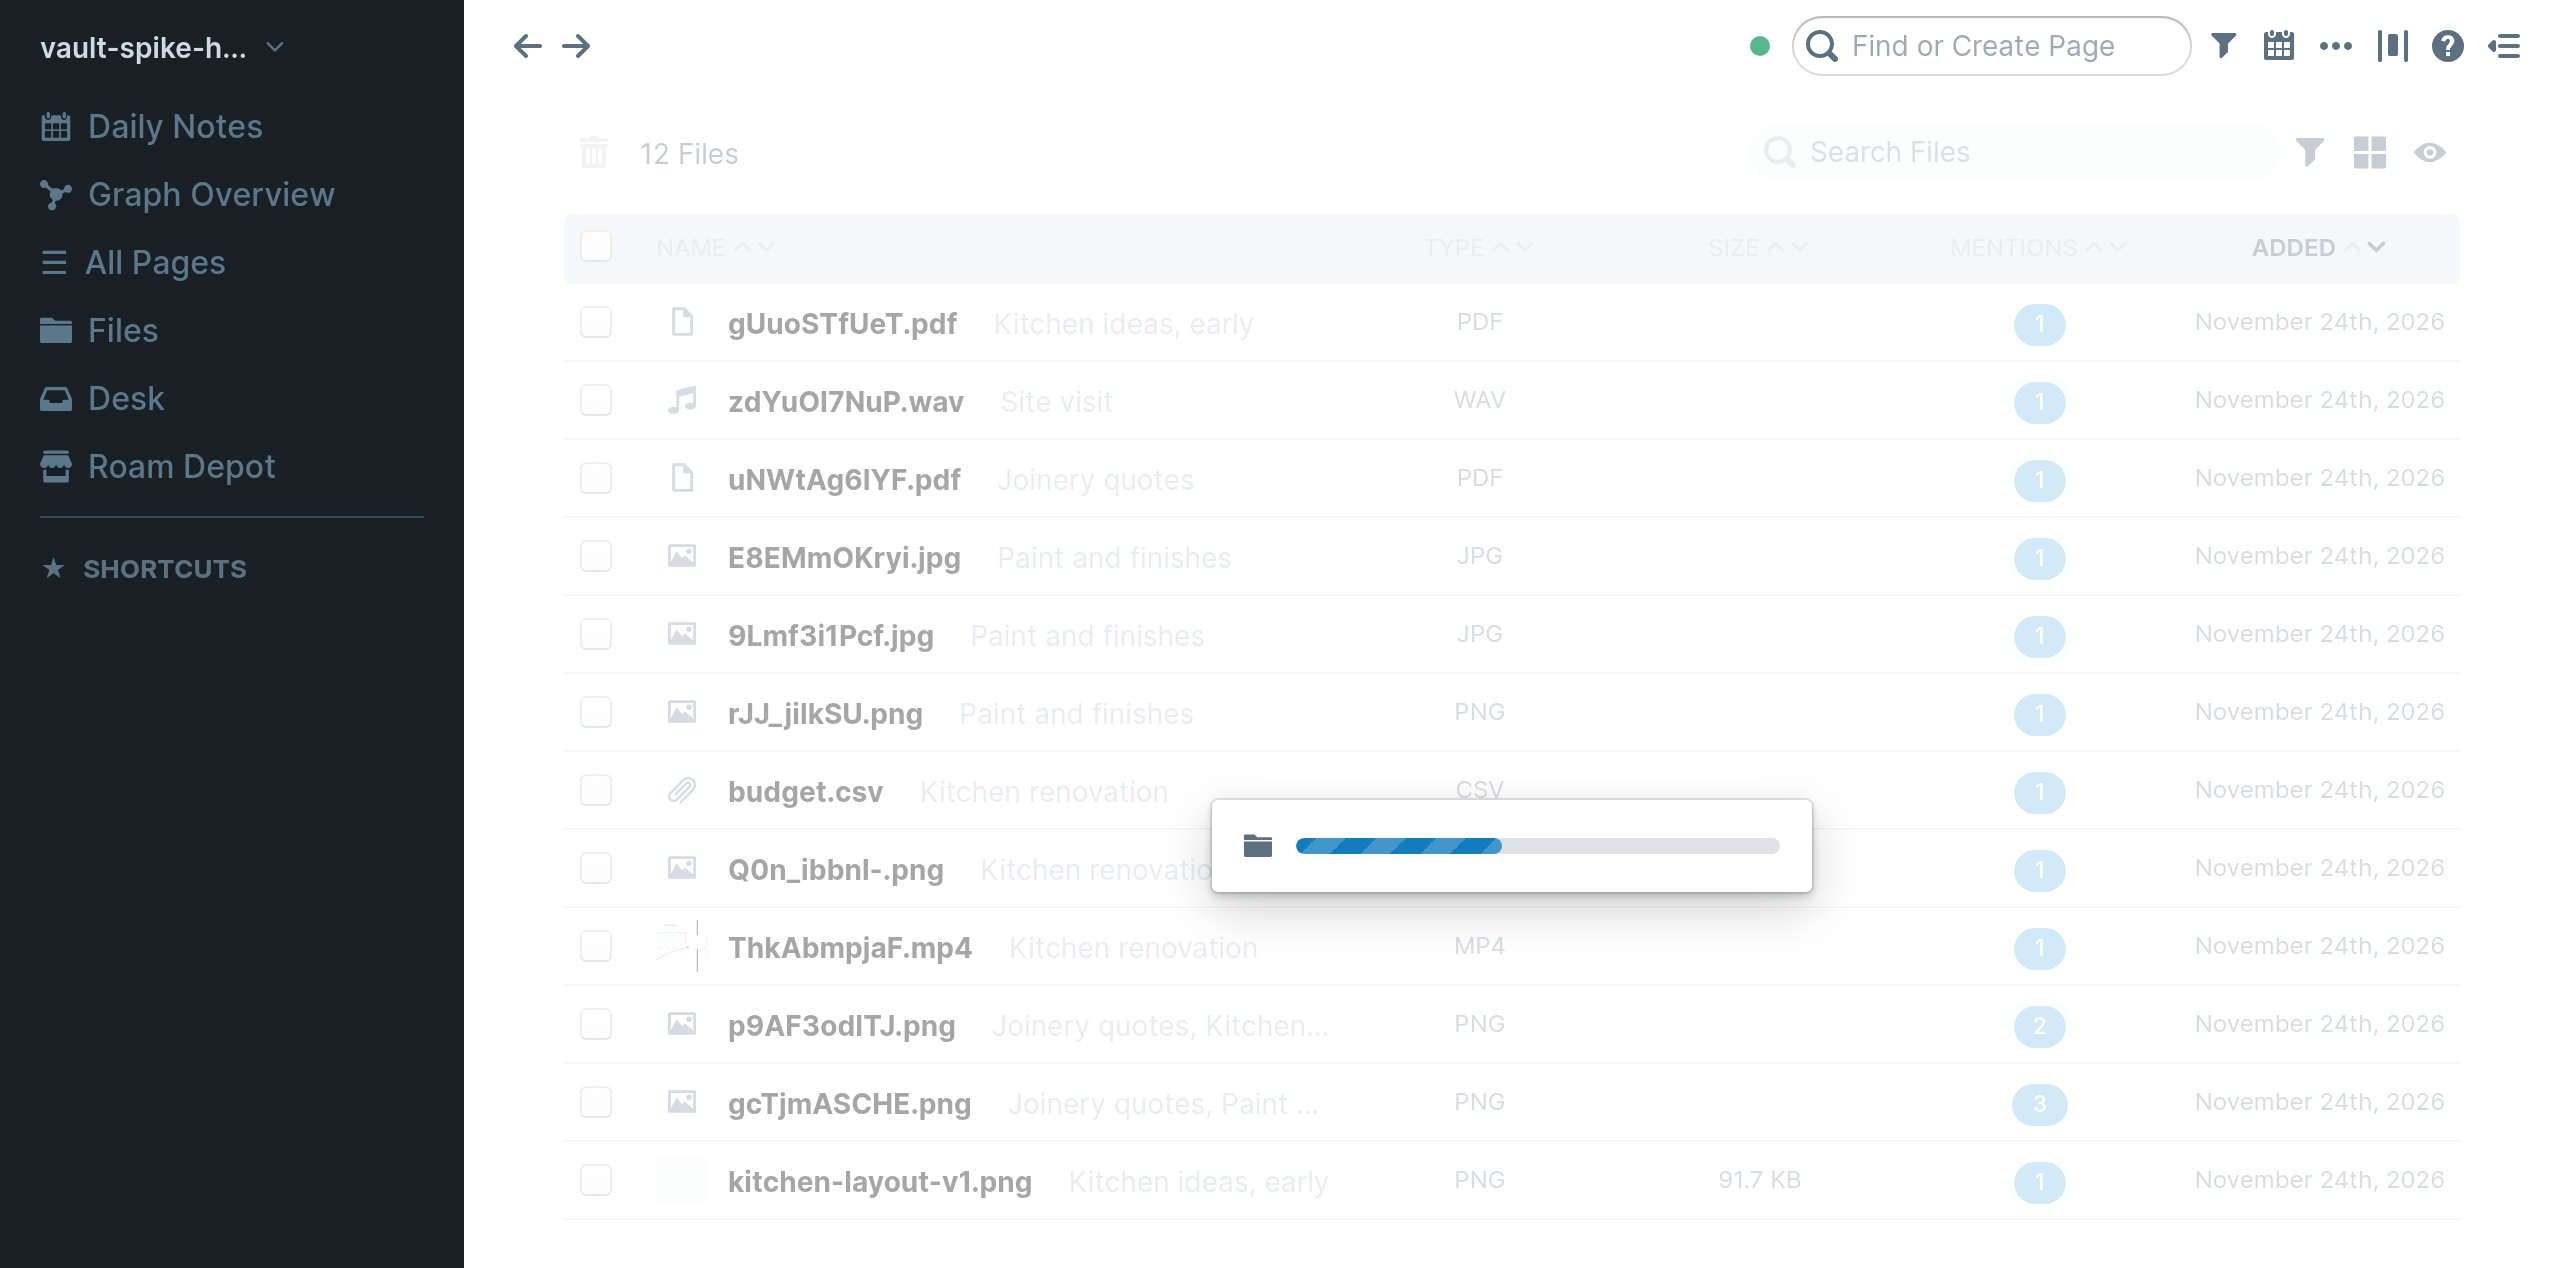 vault-spike-h...
Daily Notes
Graph Overview
All Pages
Files
Desk
Roam Depot
SHORTCUTS
Find or Create Page
12 Files
Search Files
NAME TYPE SIZE MENTIONS ADDED
gUuoSTfUeT.pdf Kitchen ideas, early PDF 1 November 24th, 2026
zdYuOl7NuP.wav Site visit WAV 1 November 24th, 2026
uNWtAg6lYF.pdf Joinery quotes PDF 1 November 24th, 2026
E8EMmOKryi.jpg Paint and finishes JPG 1 November 24th, 2026
9Lmf3i1Pcf.jpg Paint and finishes JPG 1 November 24th, 2026
rJJ_jilkSU.png Paint and finishes PNG 1 November 24th, 2026
budget.csv Kitchen renovation CSV 1 November 24th, 2026
Q0n_ibbnl-.png Kitchen renovatio 1 November 24th, 2026
ThkAbmpjaF.mp4 Kitchen renovation MP4 1 November 24th, 2026
p9AF3odlTJ.png Joinery quotes, Kitchen... PNG 2 November 24th, 2026
gcTjmASCHE.png Joinery quotes, Paint ... PNG 3 November 24th, 2026
kitchen-layout-v1.png Kitchen ideas, early PNG 91.7 KB 1 November 24th, 2026